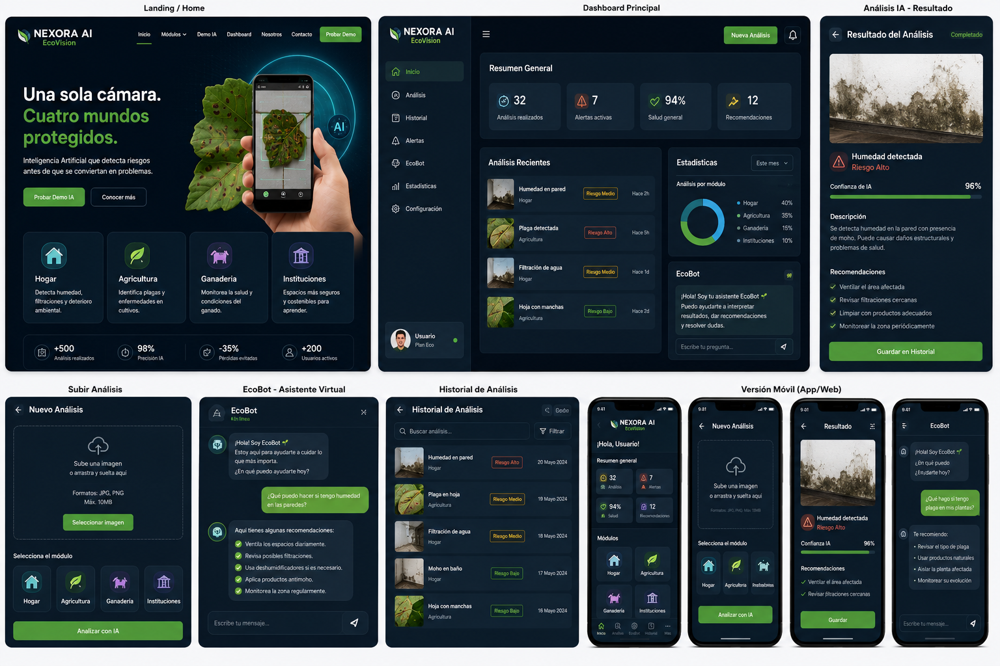 Landing / Home
NEXORA AI
EcoVision
Inicio
Módulos
Demo IA
Dashboard
Nosotros
Contacto
Probar Demo
Una sola cámara.
Cuatro mundos
protegidos.
Inteligencia Artificial que detecta riesgos
antes de que se conviertan en problemas.
Probar Demo IA
Conocer más
AI
Hogar
Detecta humedad,
filtraciones y deterioro
ambiental.
Agricultura
Identifica plagas y
enfermedades en
cultivos.
Ganaderia
Monitorea la salud y
condiciones del
ganado.
Instituciones
Espacios más seguros
y costenibles para
aprender.
+500
Análisis realizados
98%
Precisión IA
-35%
Pérdidas evitadas
+200
Usuarios activos
Dashboard Principal
NEXORA AI
EcoVision
Inicio
Análisis
Historial
Alertas
EcoBot
Estadísticas
Configuración
Usuario
Plan Eco
Nueva Análisis
Resumen General
32
Análisis realizados
7
Alertas activas
94%
Salud general
12
Recomendaciones
Análisis Recientes
Humedad en pared
Hogar
Riesgo Medio
Hace 2h
Plaga detectada
Agricultura
Riesgo Alto
Hace 5h
Filtración de agua
Hogar
Riesgo Medio
Hace 1d
Hoja con manchas
Agricultura
Riesgo Bajo
Hace 2d
Estadísticas
Este mes
Análisis por módulo
Hogar 40%
Agricultura 35%
Ganadería 15%
Instituciones 10%
EcoBot
¡Hola! Soy tu asistente EcoBot
Puedo ayudarte a interpretar
resultados, dar recomendaciones
y resolver dudas.
Escribe tu pregunta...
Análisis IA - Resultado
Resultado del Análisis
Completado
Humedad detectada
Riesgo Alto
Confianza de IA
96%
Descripción
Se detecta humedad en la pared con presencia
de moho. Puede causar daños estructurales y
problemas de salud.
Recomendaciones
Ventilar el área afectada
Revisar filtraciones cercanas
Limpiar con productos adecuados
Monitorear la zona periódicamente
Guardar en Historial
Subir Análisis
Nuevo Análisis
Sube una imagen
o arrastra y suelta aquí
Formatos: JPG, PNG
Máx. 10MB
Seleccionar imagen
Selecciona el módulo
Hogar
Agricultura
Ganadería
Instituciones
Analizar con IA
EcoBot - Asistente Virtual
EcoBot
En línea
¡Hola! Soy EcoBot
Estoy aquí para ayudarte a cuidar lo
que más importa.
¿En qué puedo ayudarte hoy?
¿Qué puedo hacer si tengo humedad
en las paredes?
Aquí tienes algunas recomendaciones:
Ventila los espacios diariamente.
Revisa posibles filtraciones.
Usa deshumidificadores si es necesario.
Aplica productos antimoho.
Monitorea la zona regularmente.
Escribe tu mensaje...
Historial de Análisis
Historial de Análisis
Buscar análisis...
Filtrar
Humedad en pared
Hogar
Riesgo Alto
20 Mayo 2024
Plaga en hoja
Agricultura
Riesgo Medio
19 Mayo 2024
Filtración de agua
Hogar
Riesgo Medio
18 Mayo 2024
Moho en baño
Hogar
Riesgo Bajo
17 Mayo 2024
Hoja con manchas
Agricultura
Riesgo Bajo
16 Mayo 2024
Versión Móvil (App/Web)
9:41
NEXORA AI
EcoVision
¡Hola, Usuario!
Resumen general
32
Análisis
7
Alertas
94%
Salud
12
Recomendaciones
Módulos
Hogar
Agricultura
Ganadería
Instituciones
Inicio
Análisis
EcoBot
Historial
Mes
9:41
Nuevo Análisis
Sube una imagen
o arrastra y suelta aquí
Formatos: JPG, PNG Máx 10MB
Selecciona el módulo
Hogar
Agricultura
Analizar con IA
9:01
Resultado
Humedad detectada
Riesgo Alto
Confianza IA
96%
Recomendaciones
Ventilar el área afectada
Revisar filtraciones cercanas
Guardar
9:01
EcoBot
¡Hola! Soy EcoBot
¿En qué puedo
hoy?
¿Qué hago si tengo
plaga en mis plantas?
Te recomiendo:
• Revisar el tipo de plaga
• Usar productos naturales
• Aislar la planta afectada
• Monitorear su evolución
Escribe tu mensaje...